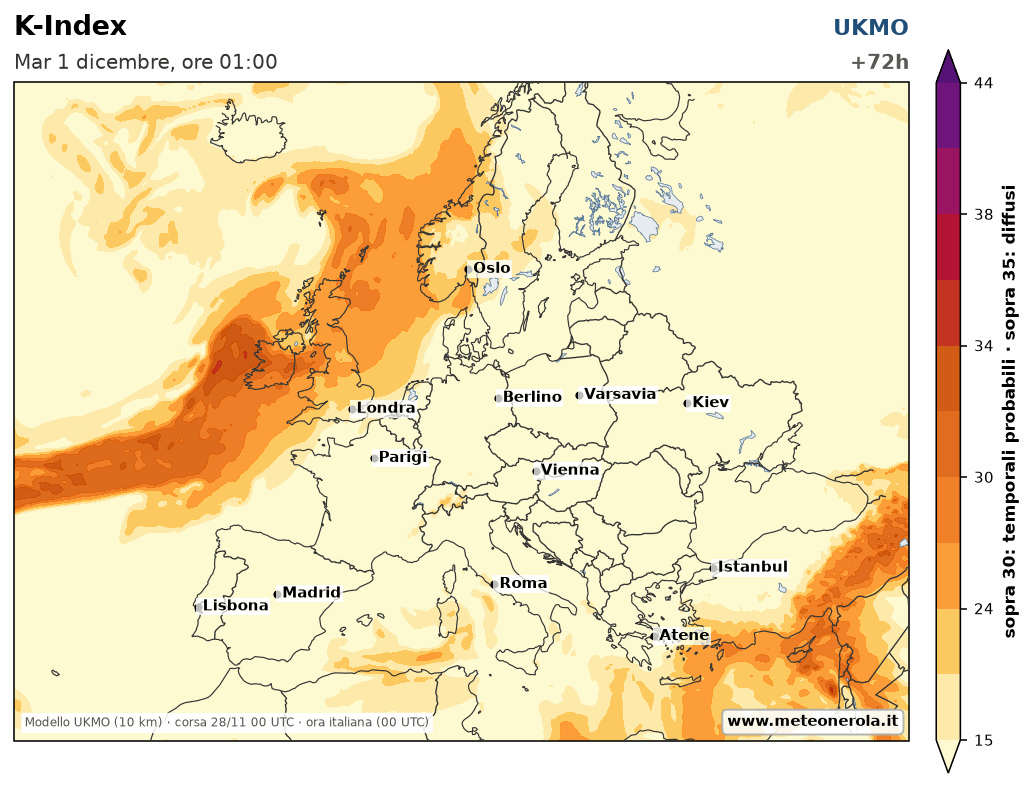 K-Index
UKMO
Mar 1 dicembre, ore 01:00
+72h
44
38
34
30
24
15
sopra 30: temporali probabili · sopra 35: diffusi
Oslo
Berlino
Varsavia
Kiev
Londra
Parigi
Vienna
Istanbul
Roma
Madrid
Lisbona
Atene
Modello UKMO (10 km) · corsa 28/11 00 UTC · ora italiana (00 UTC)
www.meteonerola.it